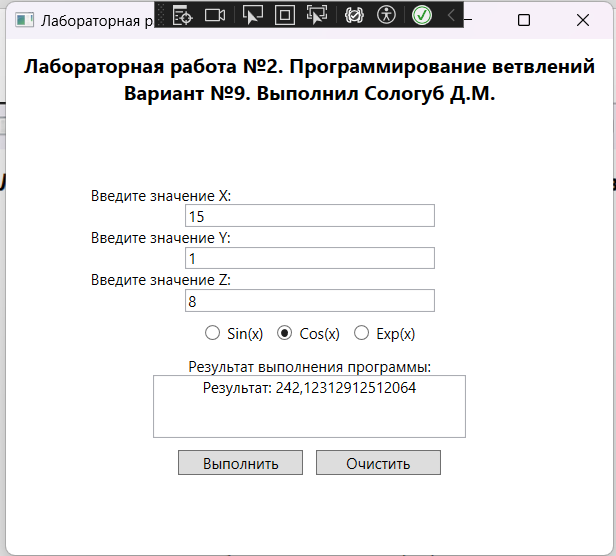 Лабораторная р
Лабораторная работа №2. Программирование ветвлений
Вариант №9. Выполнил Сологуб Д.М.
Введите значение X:
15
Введите значение Y:
1
Введите значение Z:
8
Sin(x) Cos(x) Exp(x)
Результат выполнения программы:
Результат: 242,12312912512064
Выполнить Очистить